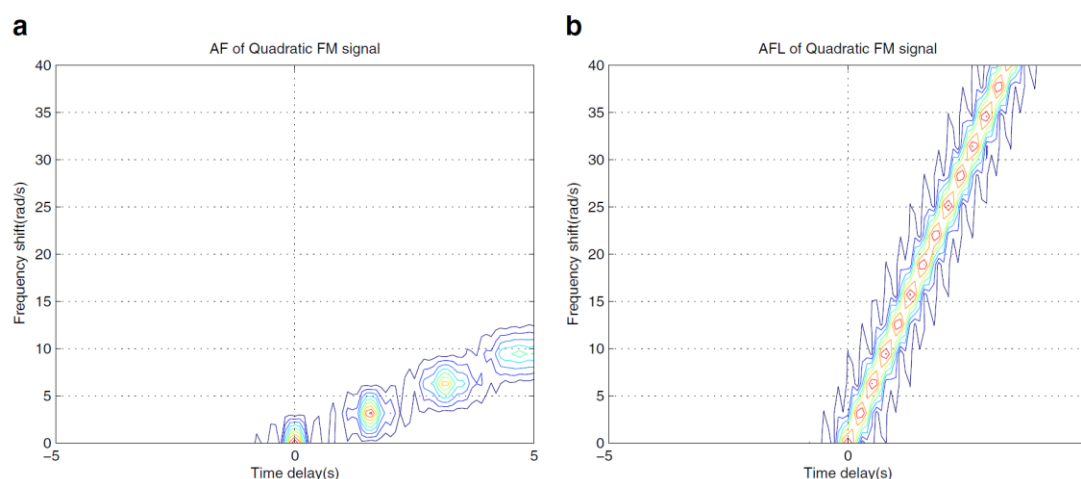 a
AF of Quadratic FM signal
40
35
30
25
20
15
10
5
0
−5
0
5
Frequency shift(rad/s)
Time delay(s)
b
AFL of Quadratic FM signal
40
35
30
25
20
15
10
5
0
−5
0
Frequency shift(rad/s)
Time delay(s)